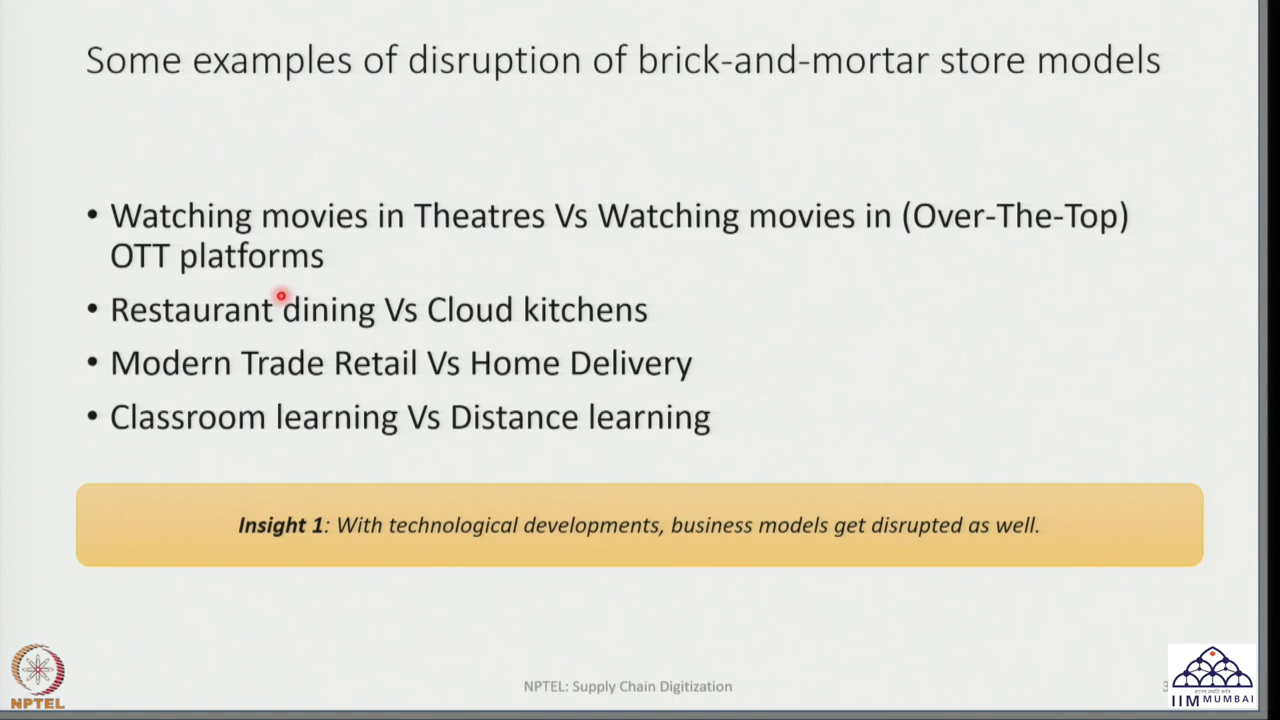 Some examples of disruption of brick-and-mortar store models
• Watching movies in Theatres Vs Watching movies in (Over-The-Top)
OTT platforms
• Restaurant dining Vs Cloud kitchens
• Modern Trade Retail Vs Home Delivery
• Classroom learning Vs Distance learning
Insight 1: With technological developments, business models get disrupted as well.
NPTEL
NPTEL: Supply Chain Digitization
IIM MUMBAI